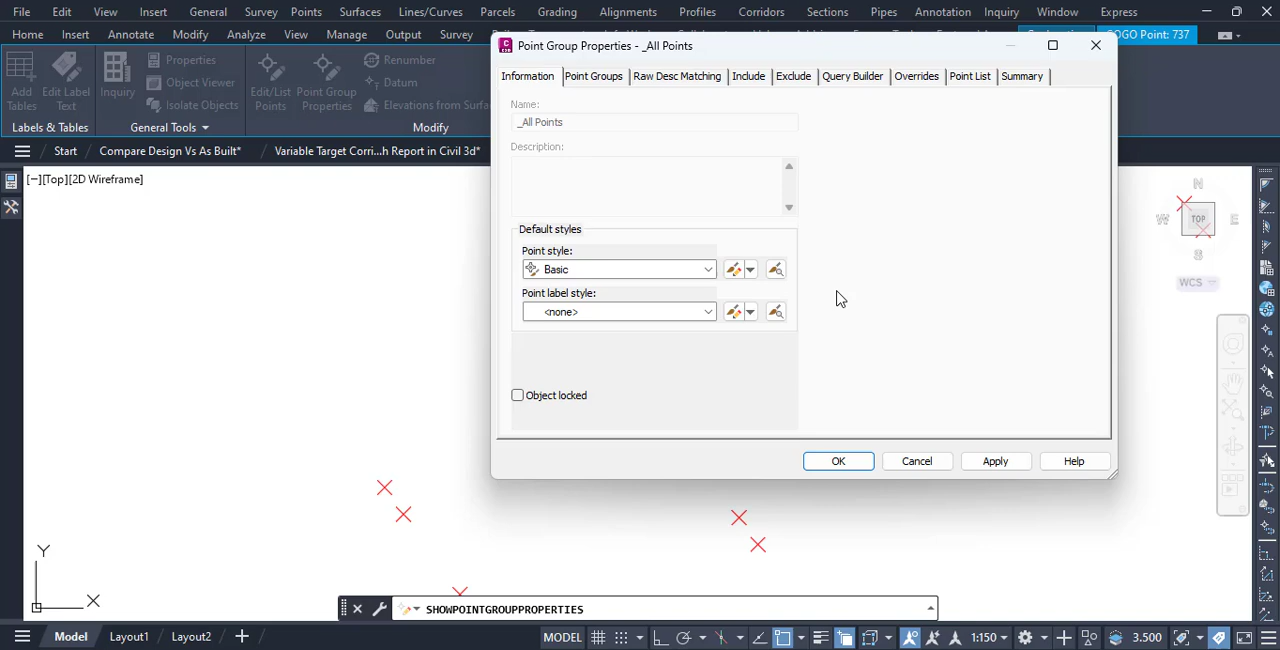 File Edit View Insert General Survey Points Surfaces Lines/Curves Parcels Grading Alignments Profiles Corridors Sections Pipes Annotation Inquiry Window Express
Home Insert Annotate Modify Analyze View Manage Output Survey
COGO Point: 737
Properties
Object Viewer
Isolate Objects
Add Tables
Edit Label Text
Inquiry
Edit/List Points
Point Group Properties
Renumber
Datum
Elevations from Surfa
Labels & Tables
General Tools
Modify
Start
Compare Design Vs As Built*
Variable Target Corri...h Report in Civil 3d*
[−][Top][2D Wireframe]
C
C3D
Point Group Properties - _All Points
Information Point Groups Raw Desc Matching Include Exclude Query Builder Overrides Point List Summary
Name:
_All Points
Description:
Default styles
Point style:
Basic
Point label style:
<none>
Object locked
OK Cancel Apply Help
N
W TOP E
S
WCS
Y
X
SHOWPOINTGROUPPROPERTIES
Model Layout1 Layout2
MODEL
1:150
3.500